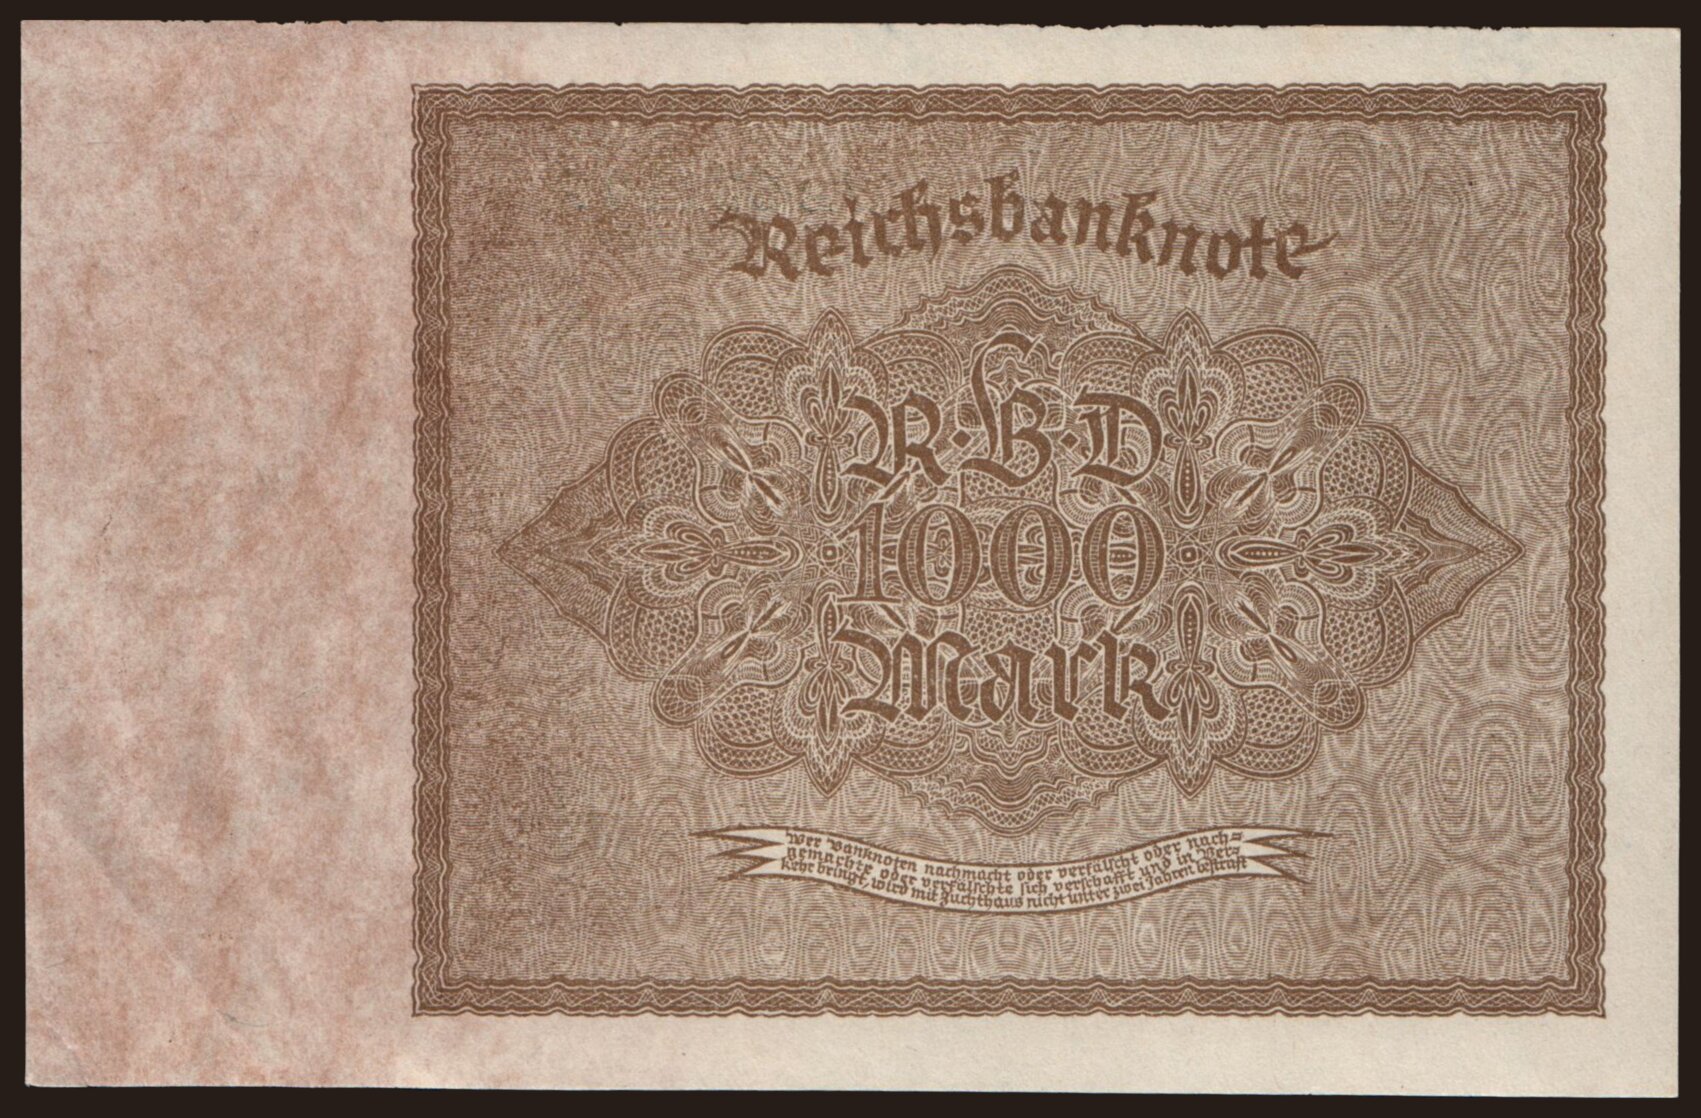 Reichsbanknote
R·B·D
1000
Mark
Wer Banknoten nachmacht oder verfälscht oder nach=
gemachte oder verfälschte sich verschafft und in Ver=
kehr bringt, wird mit Zuchthaus nicht unter zwei Jahren bestraft